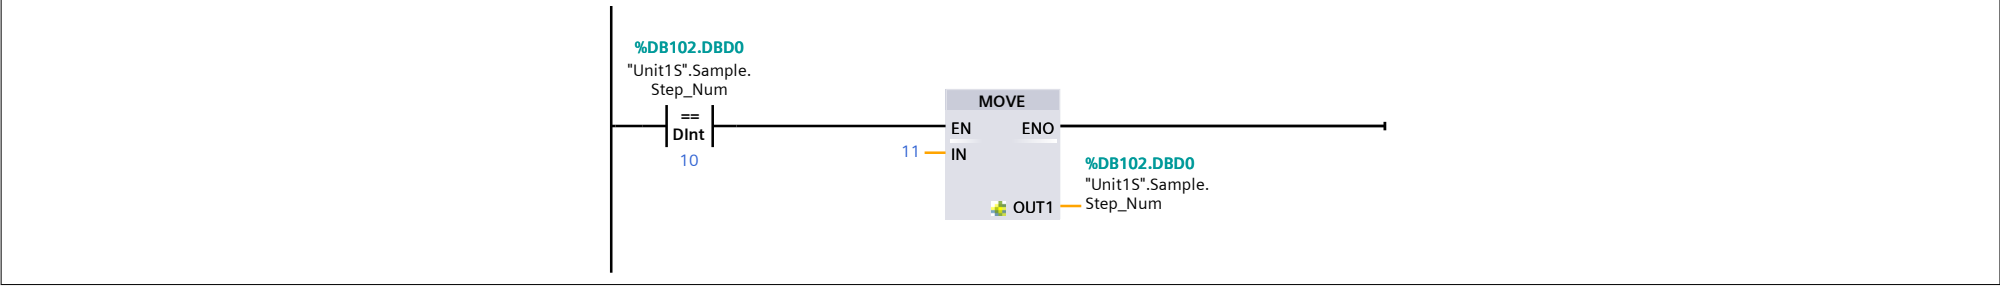 %DB102.DBD0
"Unit1S".Sample.
Step_Num
==
DInt
10
MOVE
EN ENO
11 IN
%DB102.DBD0
"Unit1S".Sample.
Step_Num
OUT1